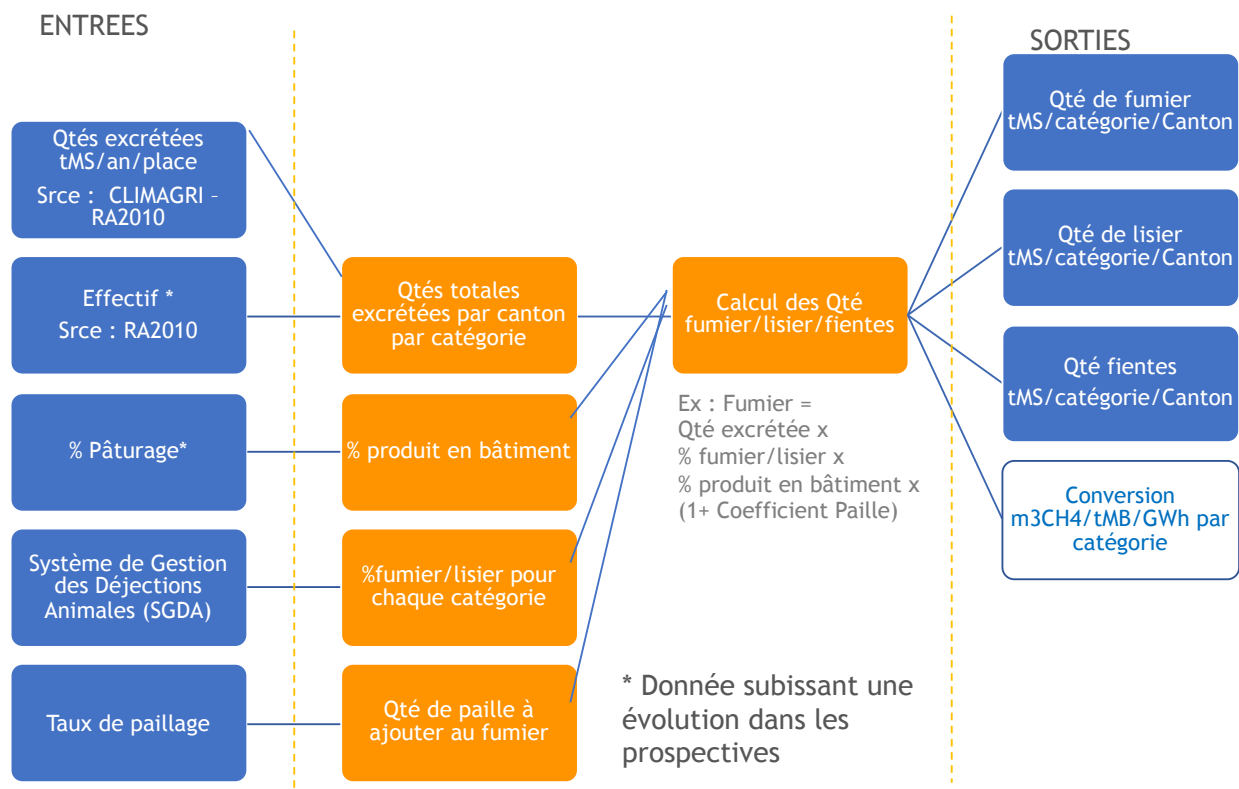 ENTREES
SORTIES
Qtés excrétées
tMS/an/place
Srce :  CLIMAGRI –
RA2010
Effectif *
Srce : RA2010
% Pâturage*
Système de Gestion
des Déjections
Animales (SGDA)
Taux de paillage
Qtés totales
excrétées par canton
par catégorie
% produit en bâtiment
%fumier/lisier pour
chaque catégorie
Qté de paille à
ajouter au fumier
Calcul des Qté
fumier/lisier/fientes
Ex : Fumier =
Qté excrétée x
% fumier/lisier x
% produit en bâtiment x
(1+ Coefficient Paille)
* Donnée subissant une
évolution dans les
prospectives
Qté de fumier
tMS/catégorie/Canton
Qté de lisier
tMS/catégorie/Canton
Qté fientes
tMS/catégorie/Canton
Conversion
m3CH4/tMB/GWh par
catégorie